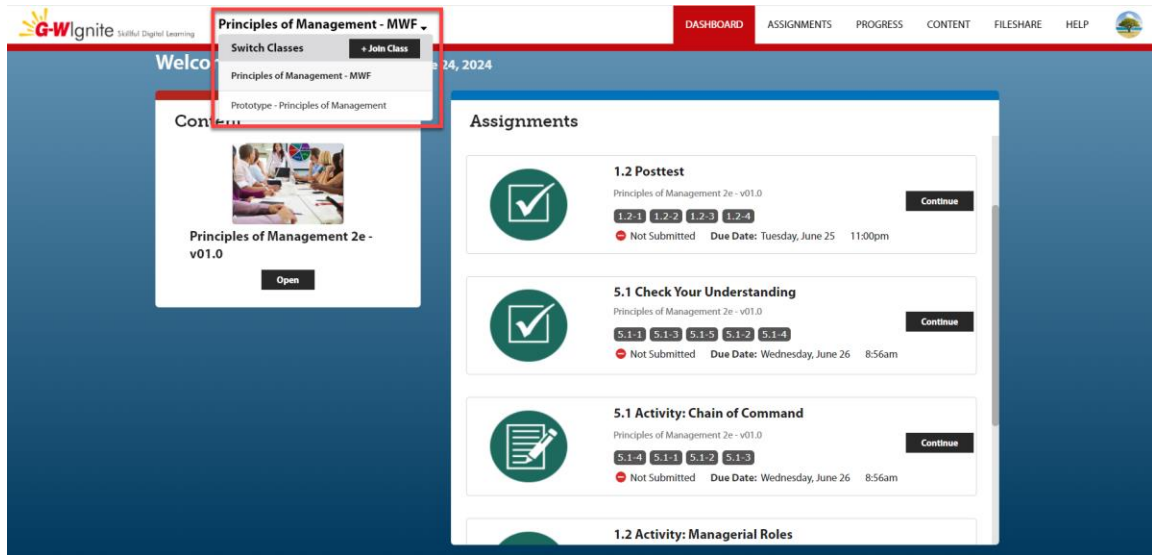 G-WIgnite Skillful Digital Learning
Principles of Management - MWF
DASHBOARD ASSIGNMENTS PROGRESS CONTENT FILESHARE HELP
Switch Classes + Join Class
Principles of Management - MWF
Prototype - Principles of Management
24, 2024
Content
Principles of Management 2e -
v01.0
Open
Assignments
1.2 Posttest
Principles of Management 2e - v01.0
Continue
1.2-1 1.2-2 1.2-3 1.2-4
Not Submitted Due Date: Tuesday, June 25 11:00pm
5.1 Check Your Understanding
Principles of Management 2e - v01.0
Continue
5.1-1 5.1-3 5.1-5 5.1-2 5.1-4
Not Submitted Due Date: Wednesday, June 26 8:56am
5.1 Activity: Chain of Command
Principles of Management 2e - v01.0
Continue
5.1-4 5.1-1 5.1-2 5.1-3
Not Submitted Due Date: Wednesday, June 26 8:56am
1.2 Activity: Managerial Roles